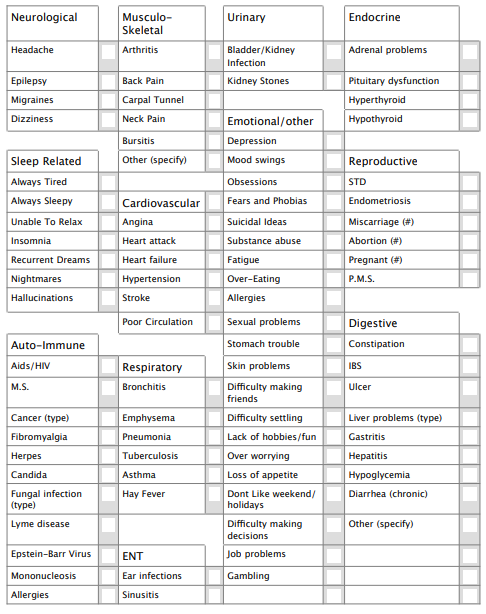 Neurological
Headache
Epilepsy
Migraines
Dizziness
Sleep Related
Always Tired
Always Sleepy
Unable To Relax
Insomnia
Recurrent Dreams
Nightmares
Hallucinations
Auto-Immune
Aids/HIV
M.S.
Cancer (type)
Fibromyalgia
Herpes
Candida
Fungal infection
(type)
Lyme disease
Epstein-Barr Virus
Mononucleosis
Allergies
Musculo-
Skeletal
Arthritis
Back Pain
Carpal Tunnel
Neck Pain
Bursitis
Other (specify)
Cardiovascular
Angina
Heart attack
Heart failure
Hypertension
Stroke
Poor Circulation
Respiratory
Bronchitis
Emphysema
Pneumonia
Tuberculosis
Asthma
Hay Fever
ENT
Ear infections
Sinusitis
Urinary
Bladder/Kidney
Infection
Kidney Stones
Emotional/other
Depression
Mood swings
Obsessions
Fears and Phobias
Suicidal Ideas
Substance abuse
Fatigue
Over-Eating
Allergies
Sexual problems
Stomach trouble
Skin problems
Difficulty making
friends
Difficulty settling
Lack of hobbies/fun
Over worrying
Loss of appetite
Dont Like weekend/
holidays
Difficulty making
decisions
Job problems
Gambling
Endocrine
Adrenal problems
Pituitary dysfunction
Hyperthyroid
Hypothyroid
Reproductive
STD
Endometriosis
Miscarriage (#)
Abortion (#)
Pregnant (#)
P.M.S.
Digestive
Constipation
IBS
Ulcer
Liver problems (type)
Gastritis
Hepatitis
Hypoglycemia
Diarrhea (chronic)
Other (specify)